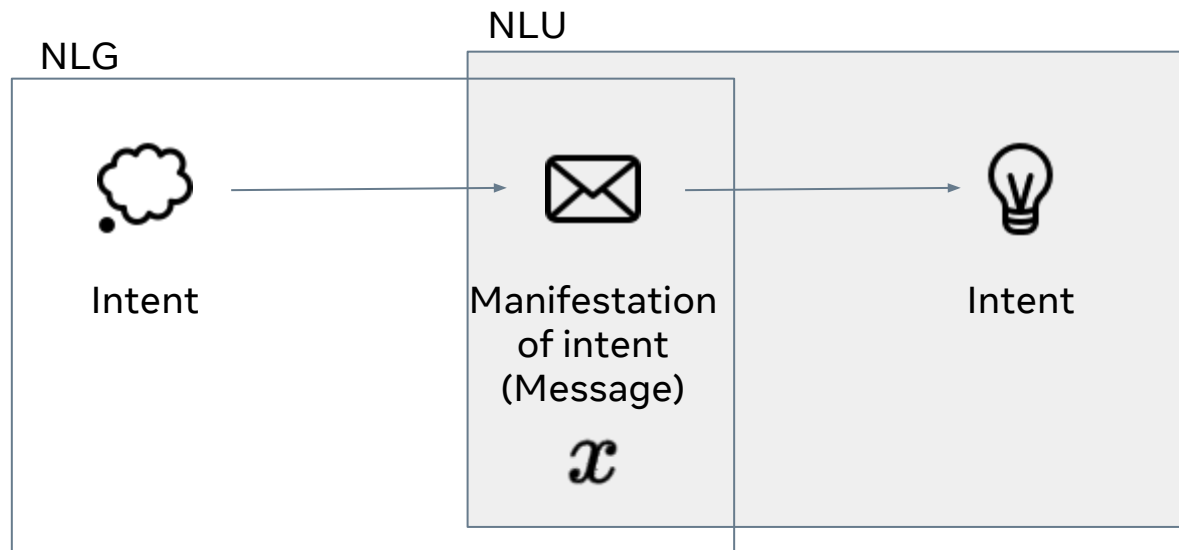 NLU
NLG
Intent
Manifestation
of intent
(Message)
x
Intent